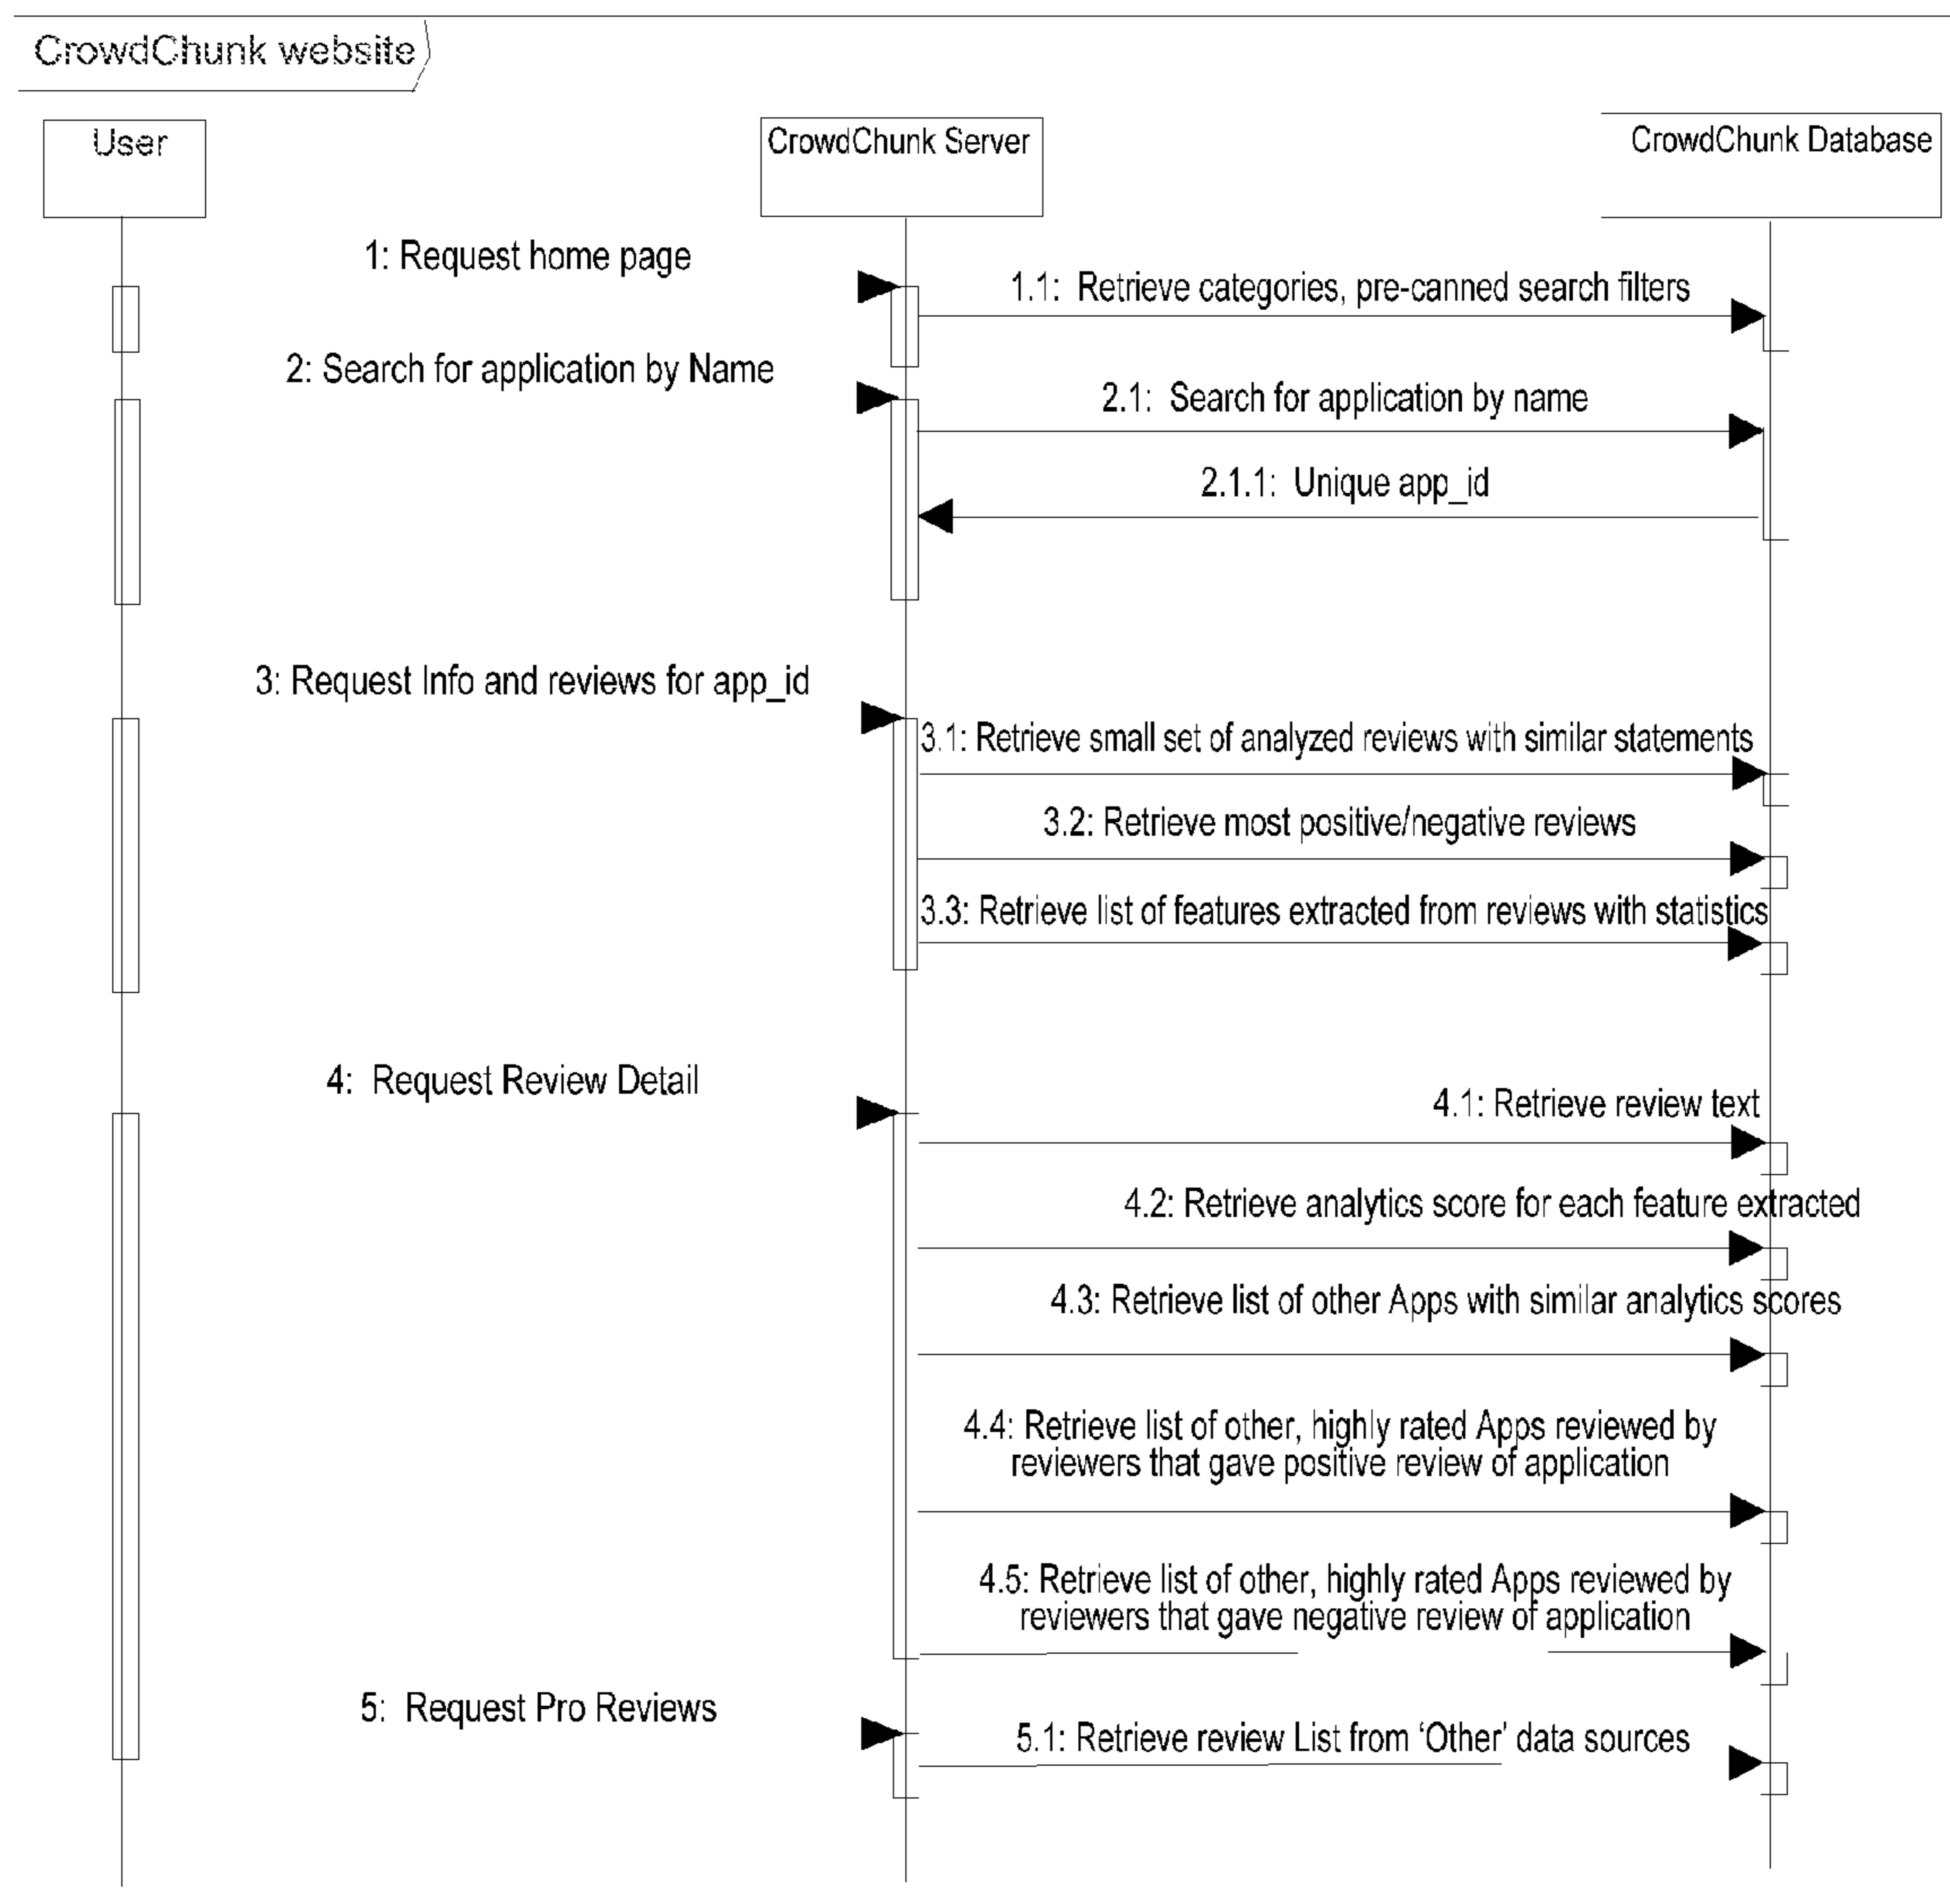 CrowdChunk website
User
CrowdChunk Server
CrowdChunk Database
1: Request home page
1.1: Retrieve categories, pre-canned search filters
2: Search for application by Name
2.1: Search for application by name
2.1.1: Unique app_id
3: Request Info and reviews for app_id
3.1: Retrieve small set of analyzed reviews with similar statements
3.2: Retrieve most positive/negative reviews
3.3: Retrieve list of features extracted from reviews with statistics
4: Request Review Detail
4.1: Retrieve review text
4.2: Retrieve analytics score for each feature extracted
4.3: Retrieve list of other Apps with similar analytics scores
4.4: Retrieve list of other, highly rated Apps reviewed by
reviewers that gave positive review of application
4.5: Retrieve list of other, highly rated Apps reviewed by
reviewers that gave negative review of application
5: Request Pro Reviews
5.1: Retrieve review List from ‘Other’ data sources